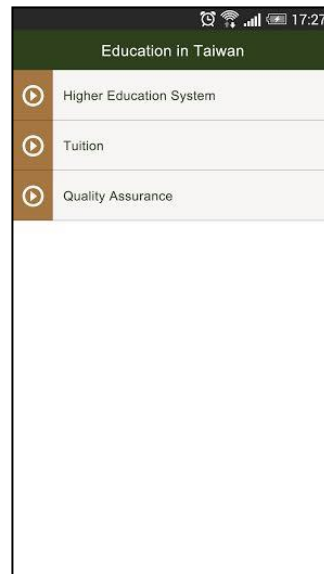 17:27
Education in Taiwan
Higher Education System
Tuition
Quality Assurance